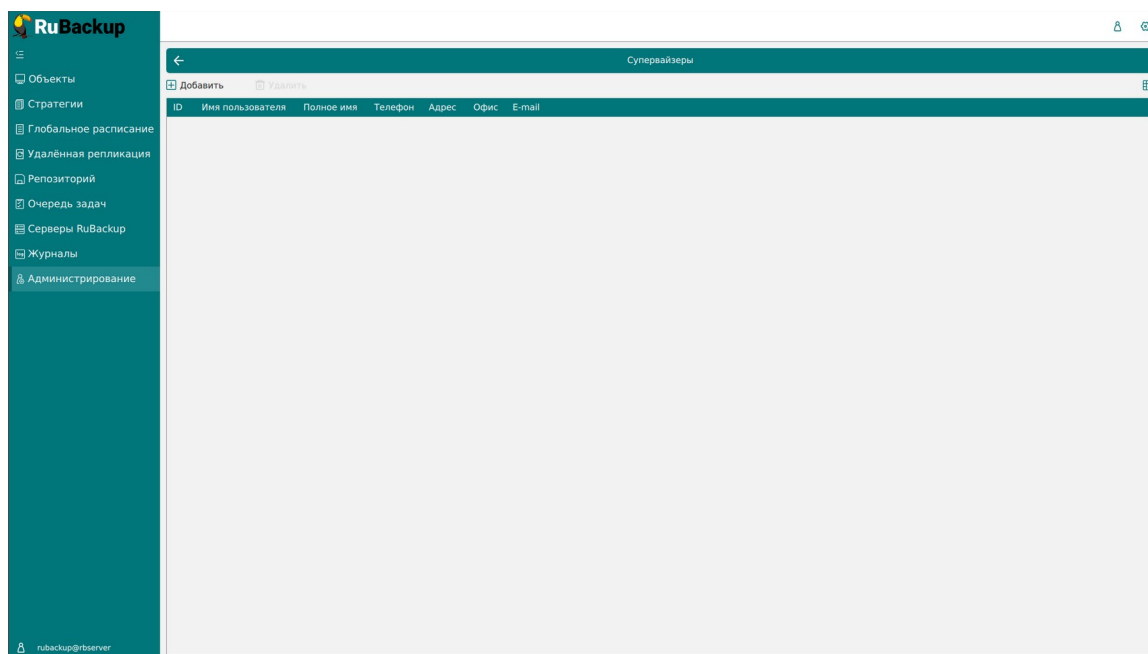 RuBackup
Объекты
Стратегии
Глобальное расписание
Удалённая репликация
Репозиторий
Очередь задач
Серверы RuBackup
Журналы
Администрирование
rubackup@rbserver
Супервайзеры
Добавить Удалить
ID Имя пользователя Полное имя Телефон Адрес Офис E-mail